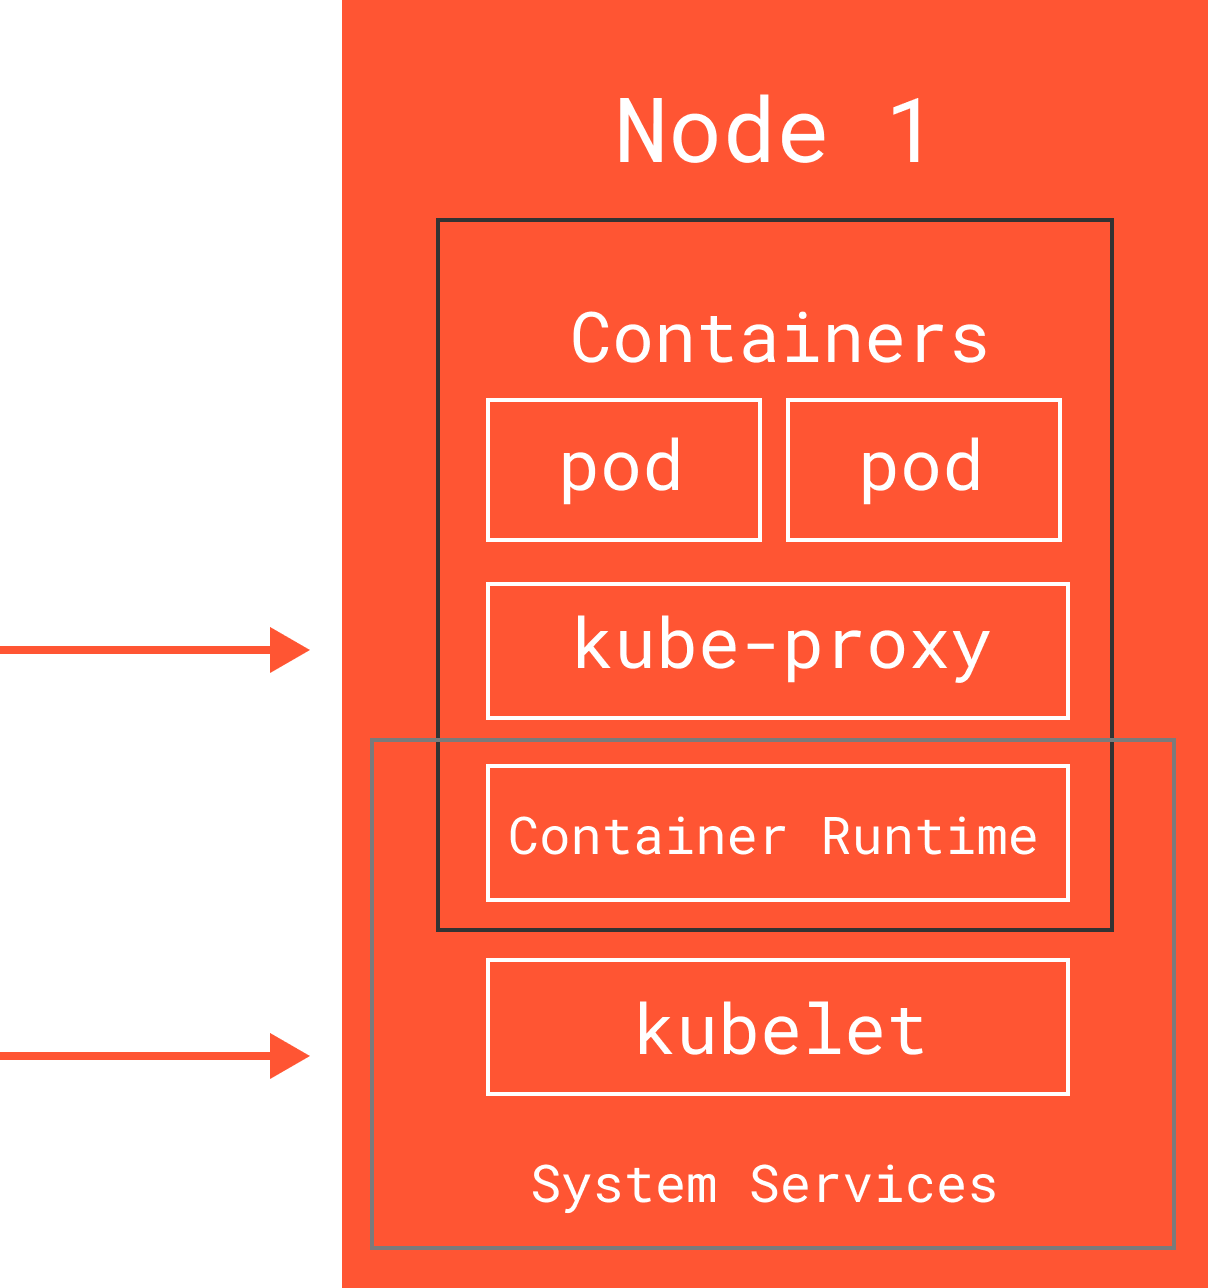 Node 1
Containers
pod pod
kube-proxy
Container Runtime
kubelet
System Services